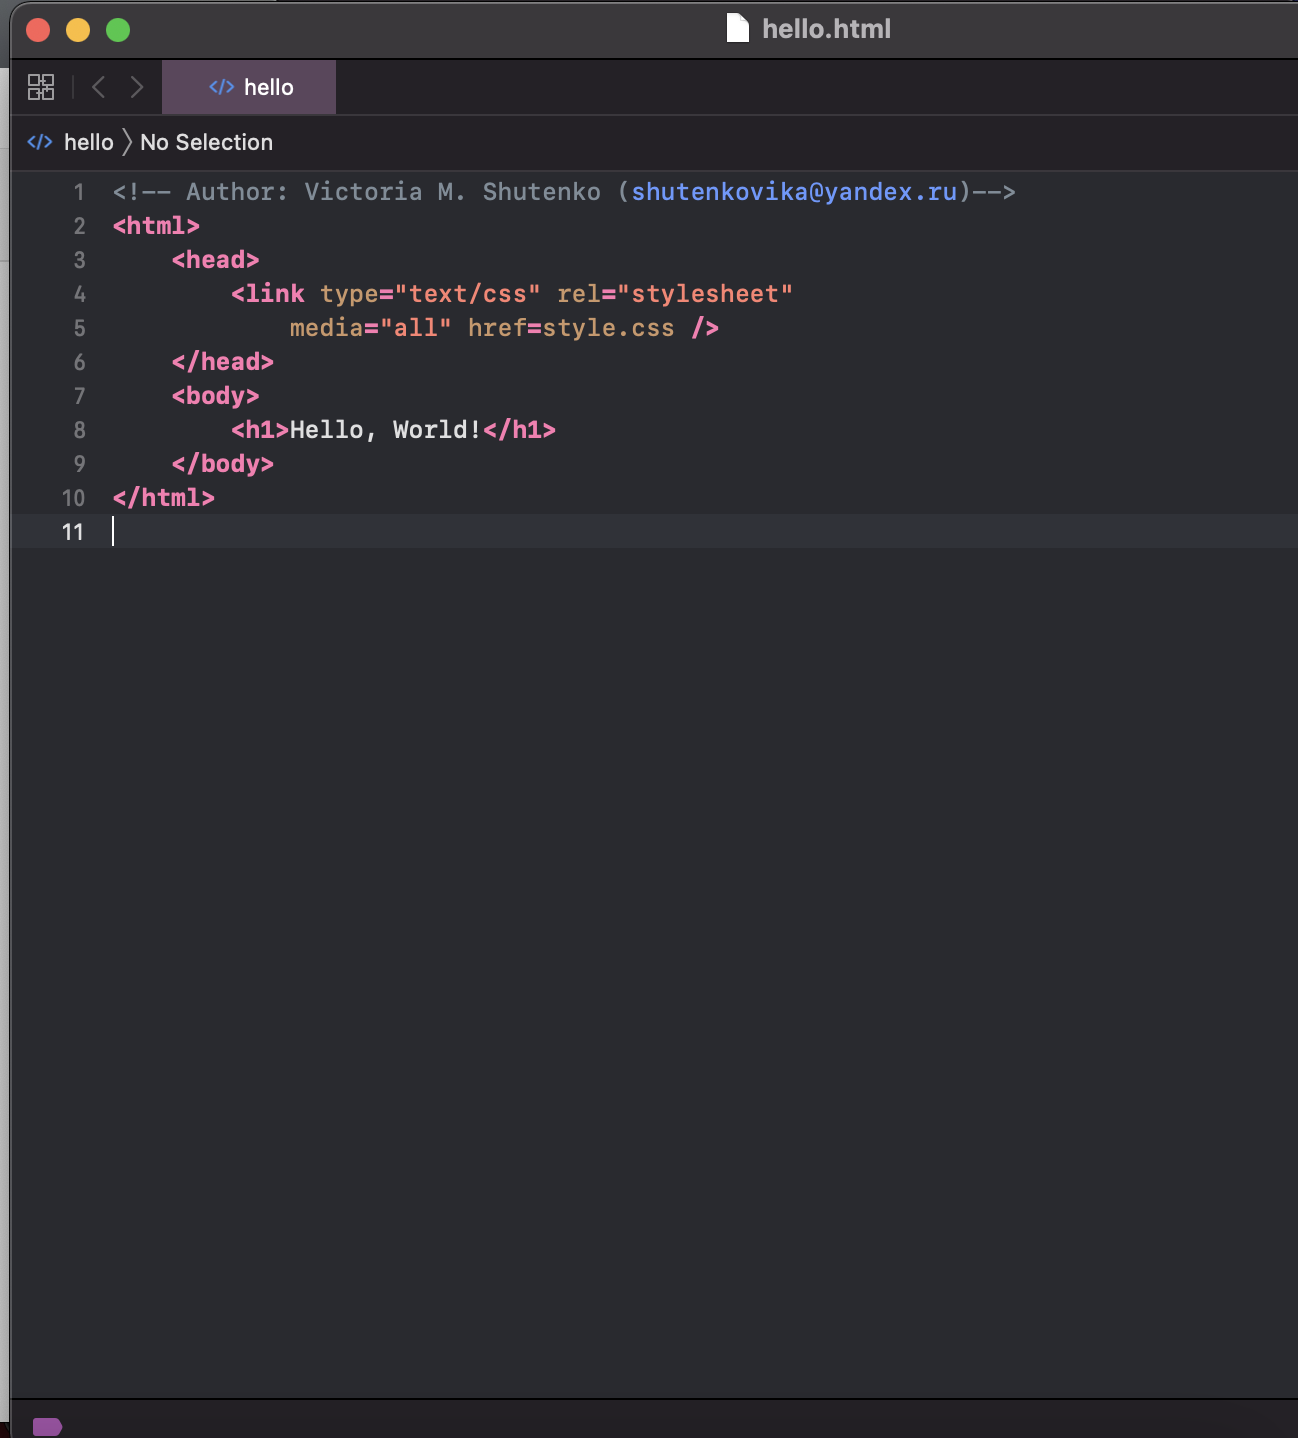 hello.html
</> hello
</> hello 〉 No Selection
1 <!-- Author: Victoria M. Shutenko (shutenkovika@yandex.ru)-->
2 <html>
3     <head>
4         <link type="text/css" rel="stylesheet"
5             media="all" href=style.css />
6     </head>
7     <body>
8         <h1>Hello, World!</h1>
9     </body>
10 </html>
11